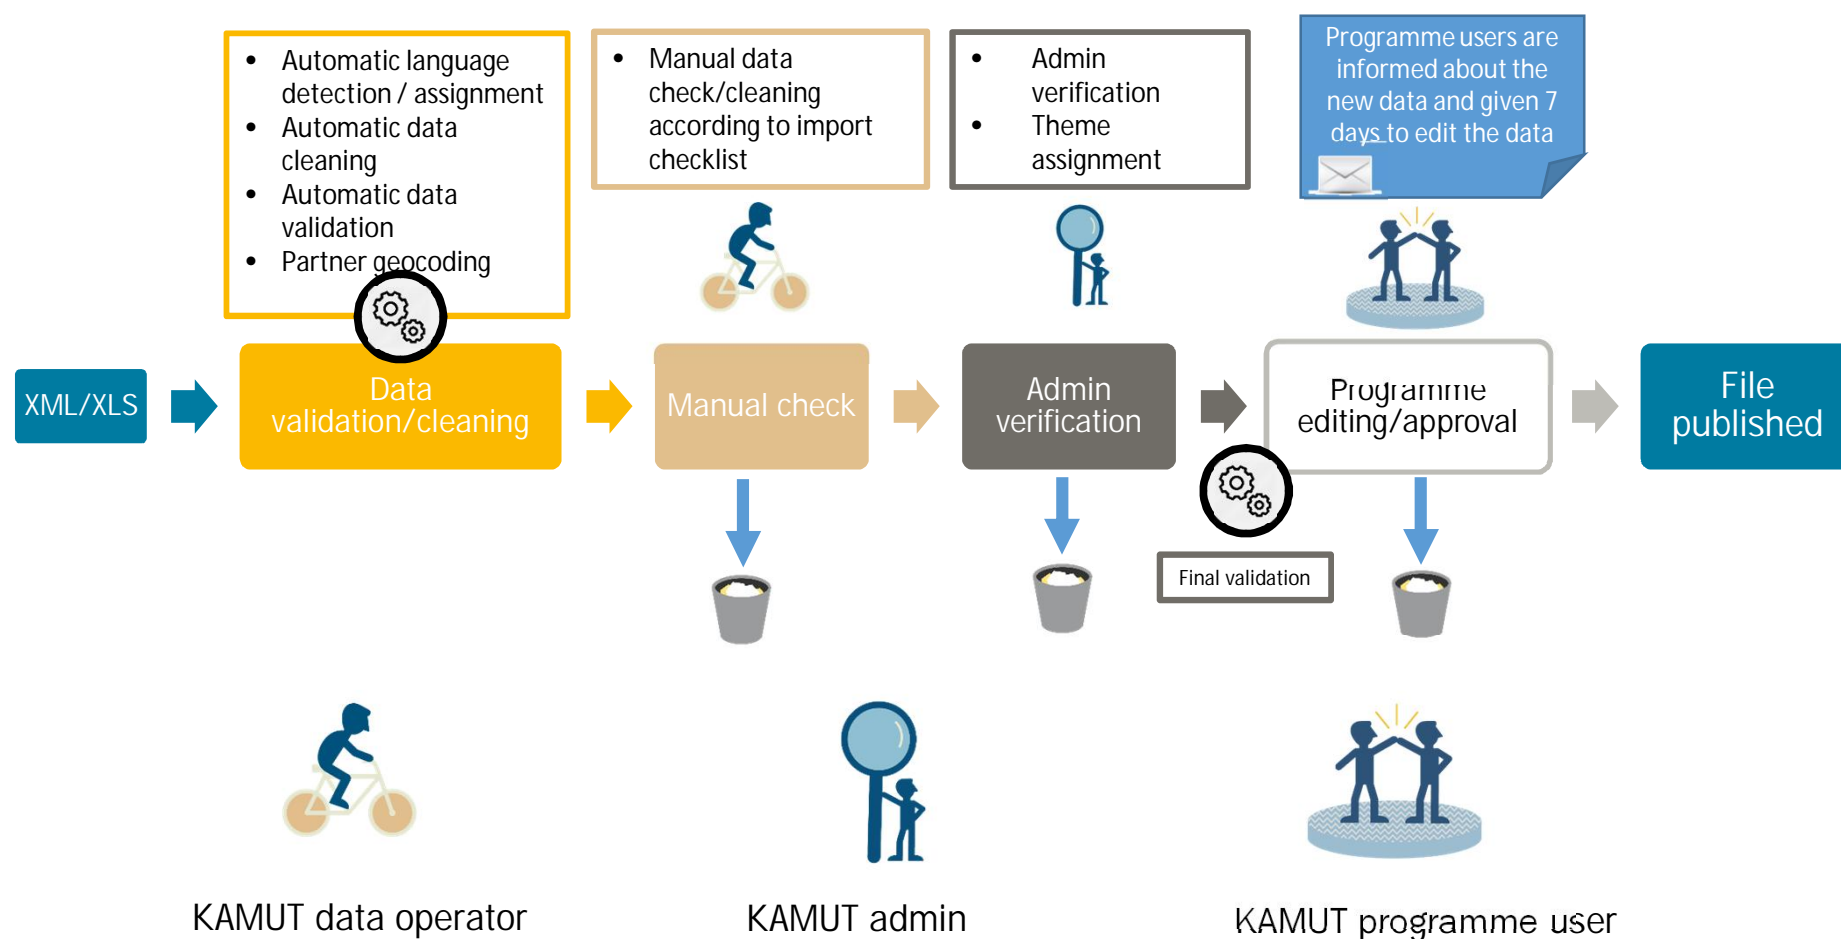 • Automatic language
detection / assignment
• Automatic data
cleaning
• Automatic data
validation
• Partner geocoding
• Manual data
check/cleaning
according to import
checklist
• Admin
verification
• Theme
assignment
Programme users are
informed about the
new data and given 7
days to edit the data
XML/XLS
Data
validation/cleaning
Manual check
Admin
verification
Programme
editing/approval
File
published
Final validation
KAMUT data operator
KAMUT admin
KAMUT programme user